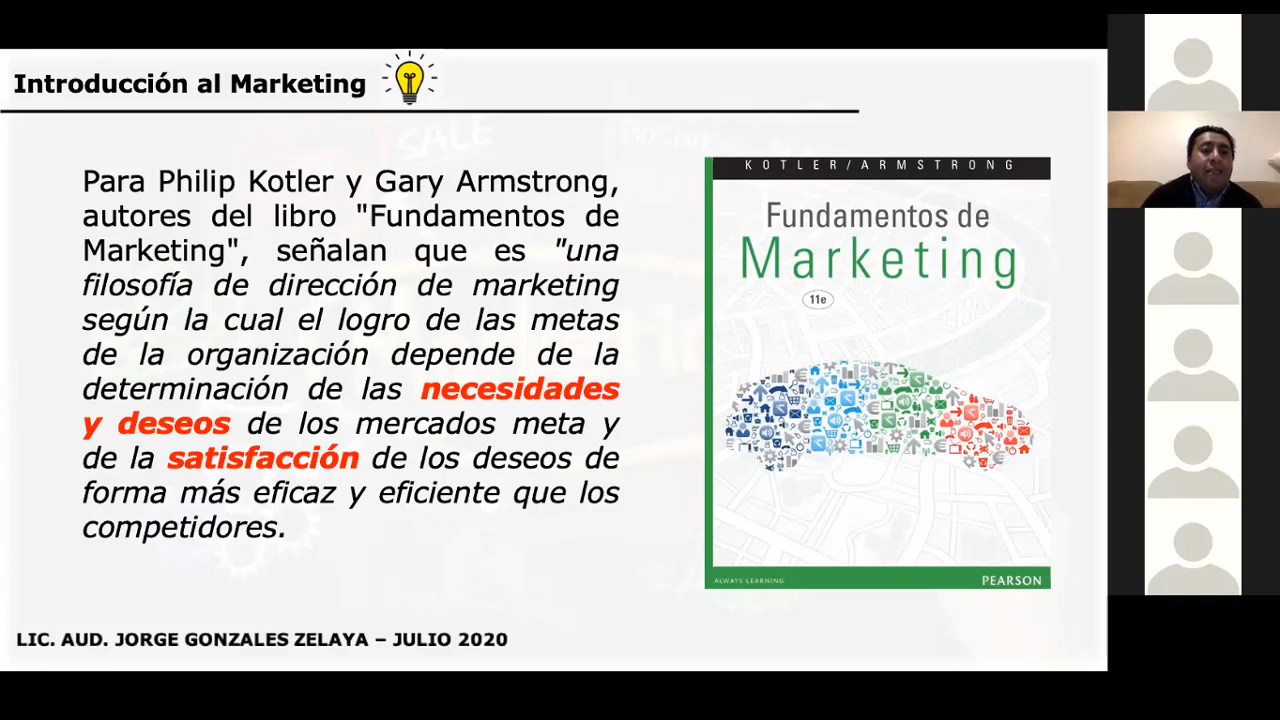 Introducción al Marketing
Para Philip Kotler y Gary Armstrong,
autores del libro "Fundamentos de
Marketing", señalan que es "una
filosofía de dirección de marketing
según la cual el logro de las metas
de la organización depende de la
determinación de las necesidades
y deseos de los mercados meta y
de la satisfacción de los deseos de
forma más eficaz y eficiente que los
competidores.
KOTLER/ARMSTRONG
Fundamentos de
Marketing
11e
ALWAYS LEARNING
PEARSON
LIC. AUD. JORGE GONZALES ZELAYA – JULIO 2020
SALE